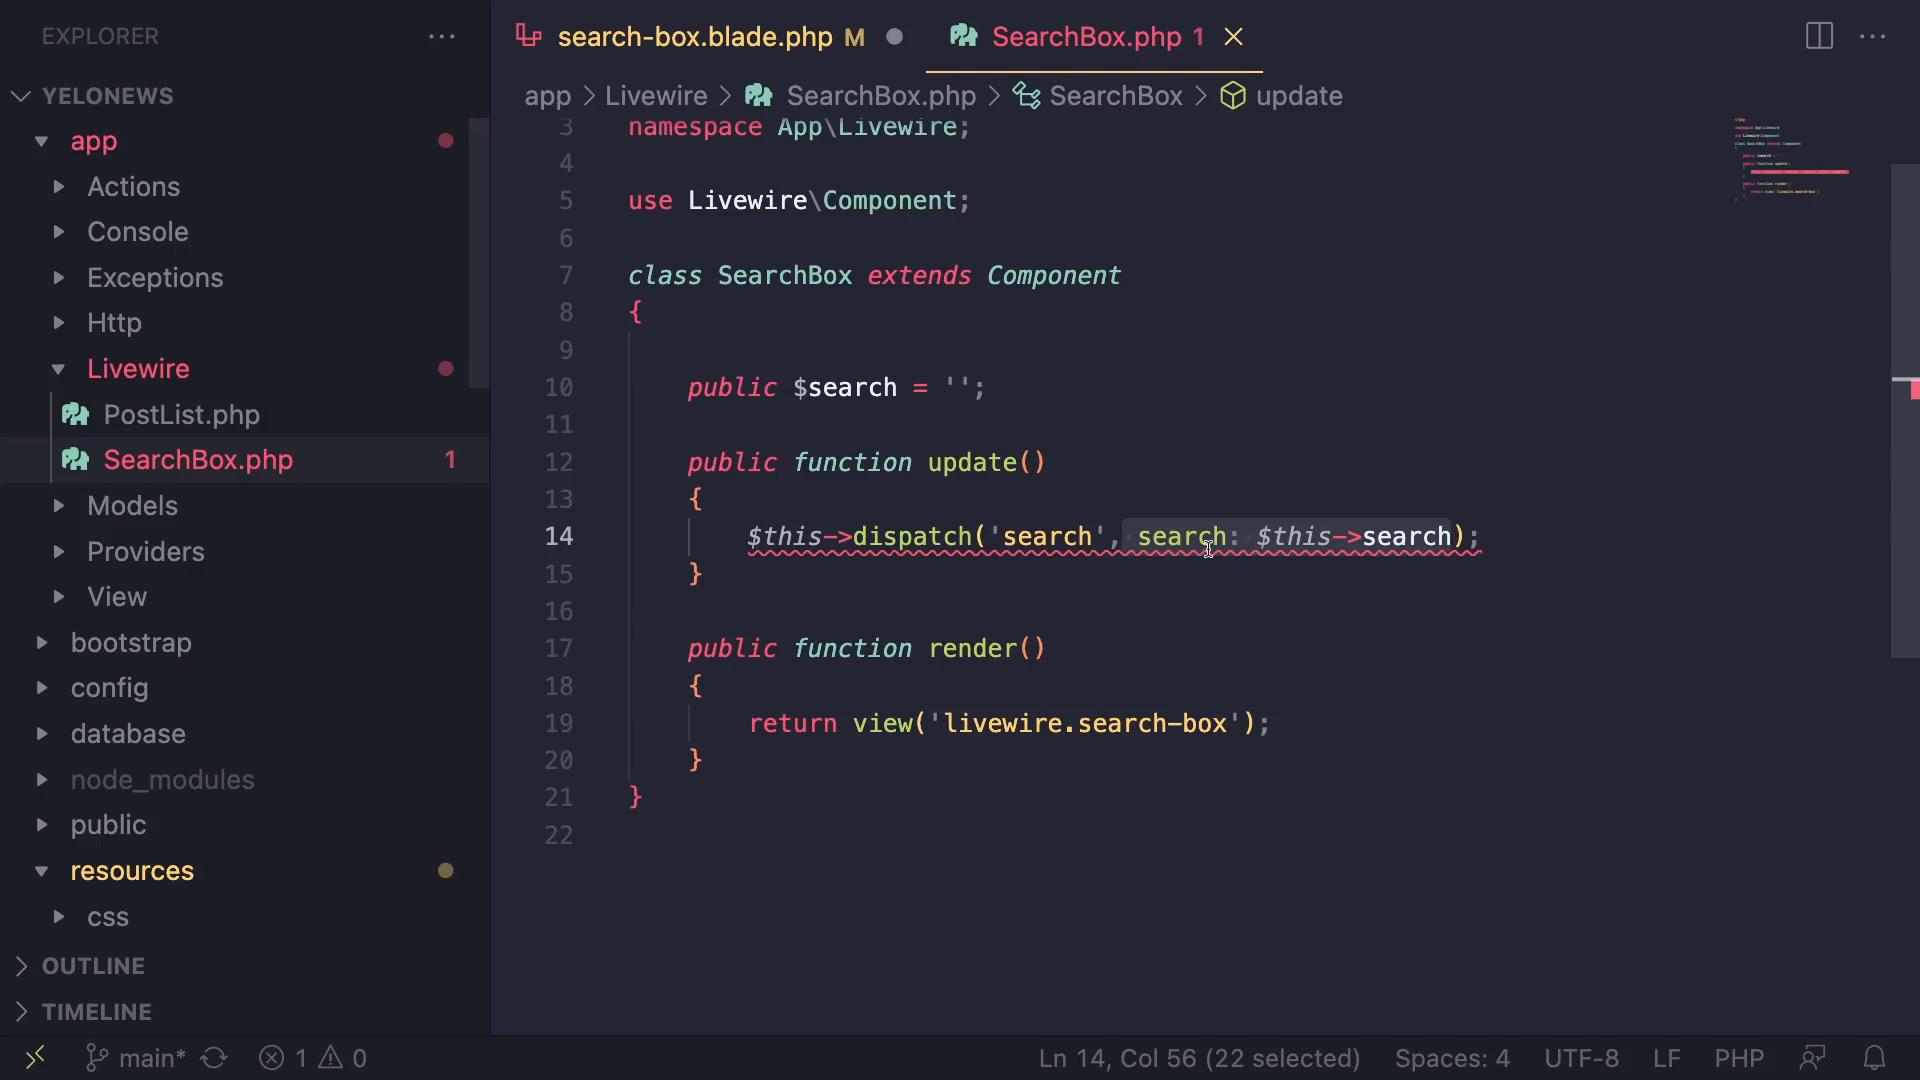 EXPLORER
YELONEWS
app
Actions
Console
Exceptions
Http
Livewire
PostList.php
SearchBox.php 1
Models
Providers
View
bootstrap
config
database
node_modules
public
resources
css
OUTLINE
TIMELINE
search-box.blade.php M
SearchBox.php 1
app > Livewire > SearchBox.php > SearchBox > update
3 namespace App\Livewire;
4
5 use Livewire\Component;
6
7 class SearchBox extends Component
8 {
9
10 public $search = '';
11
12 public function update()
13 {
14 $this->dispatch('search', search: $this->search);
15 }
16
17 public function render()
18 {
19 return view('livewire.search-box');
20 }
21 }
22
main* 1 0
Ln 14, Col 56 (22 selected) Spaces: 4 UTF-8 LF PHP